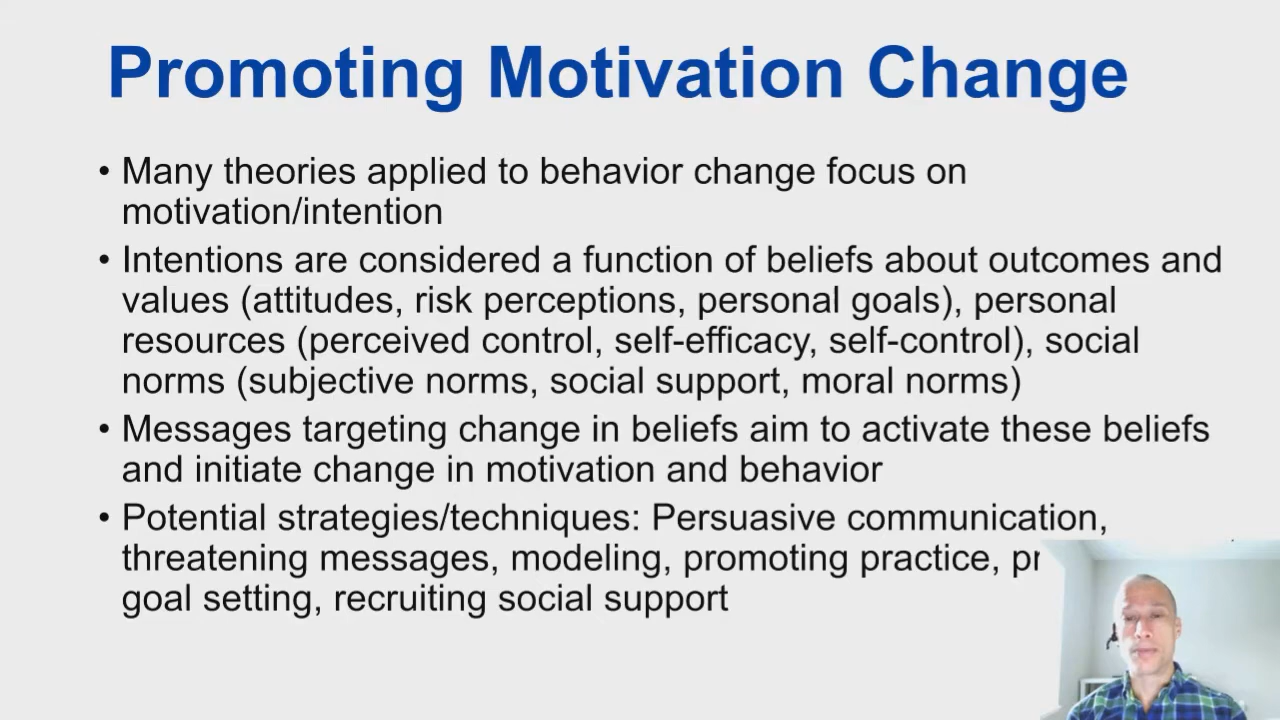 Promoting Motivation Change
• Many theories applied to behavior change focus on
motivation/intention
• Intentions are considered a function of beliefs about outcomes and
values (attitudes, risk perceptions, personal goals), personal
resources (perceived control, self-efficacy, self-control), social
norms (subjective norms, social support, moral norms)
• Messages targeting change in beliefs aim to activate these beliefs
and initiate change in motivation and behavior
• Potential strategies/techniques: Persuasive communication,
threatening messages, modeling, promoting practice,
goal setting, recruiting social support